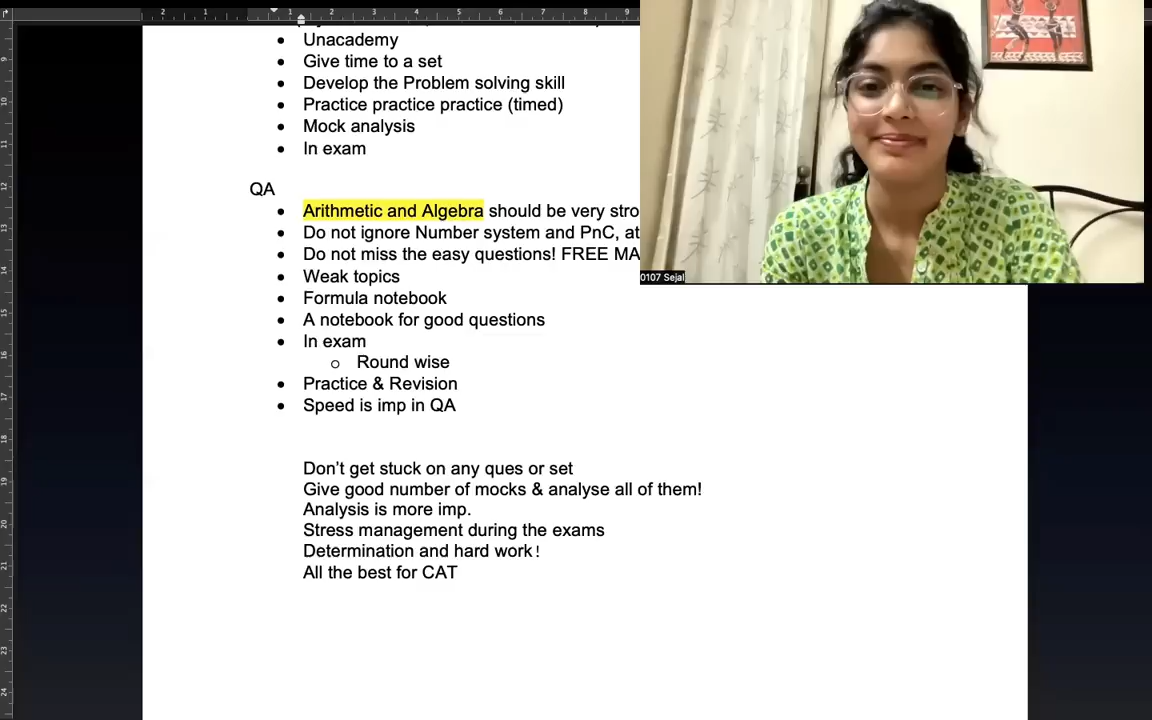 Unacademy
Give time to a set
Develop the Problem solving skill
Practice practice practice (timed)
Mock analysis
In exam
QA
Arithmetic and Algebra should be very stro
Do not ignore Number system and PnC, at
Do not miss the easy questions! FREE MA
Weak topics
Formula notebook
A notebook for good questions
In exam
Round wise
Practice & Revision
Speed is imp in QA
Don't get stuck on any ques or set
Give good number of mocks & analyse all of them!
Analysis is more imp.
Stress management during the exams
Determination and hard work!
All the best for CAT
0107 Sejal